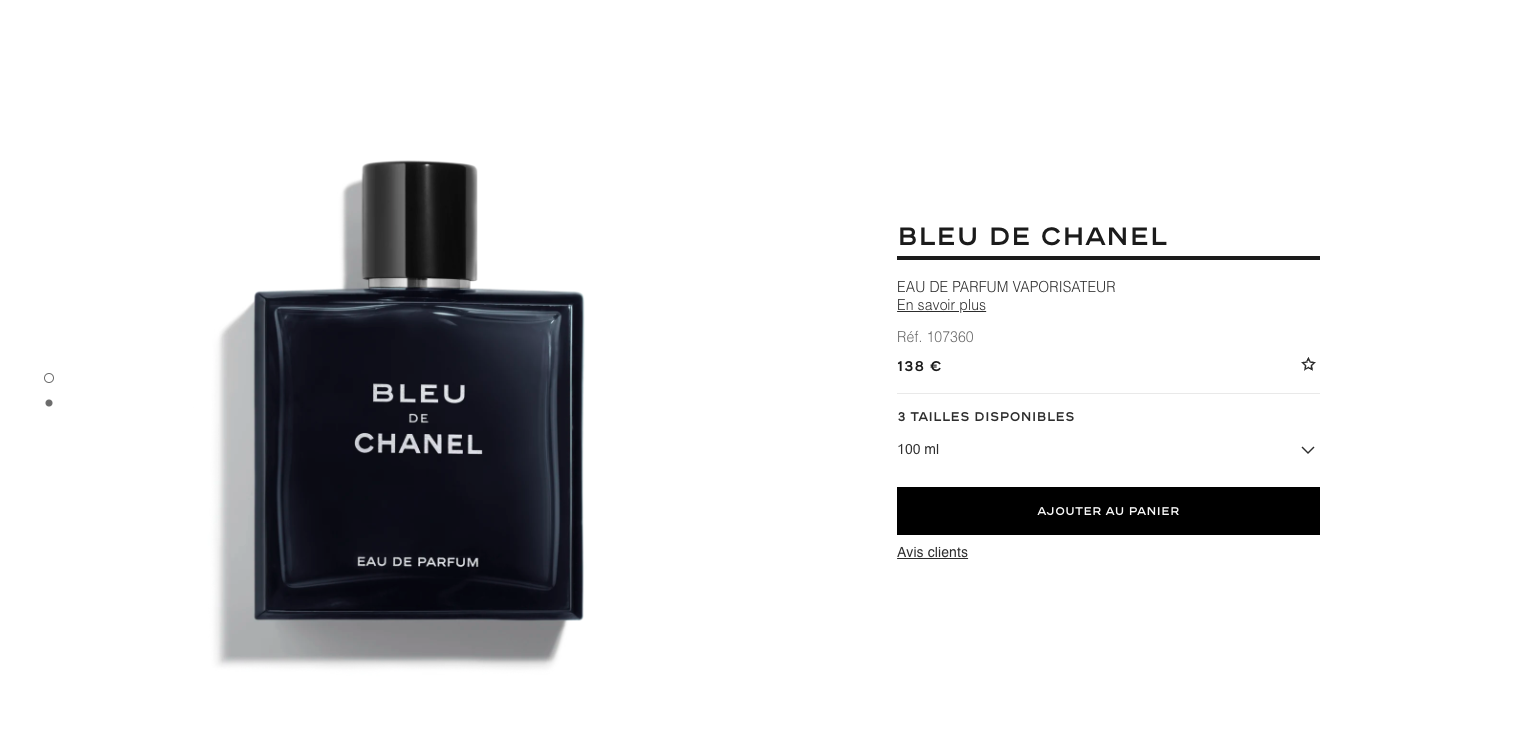 BLEU
DE
CHANEL
EAU DE PARFUM
BLEU DE CHANEL
EAU DE PARFUM VAPORISATEUR
En savoir plus
Réf. 107360
138 €
3 TAILLES DISPONIBLES
100 ml
AJOUTER AU PANIER
Avis clients